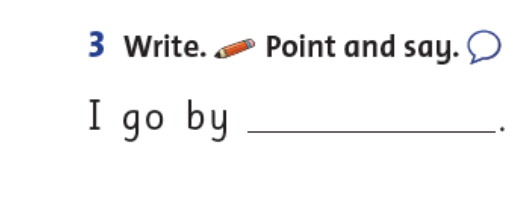 3 Write. Point and say.
I go by ____________.